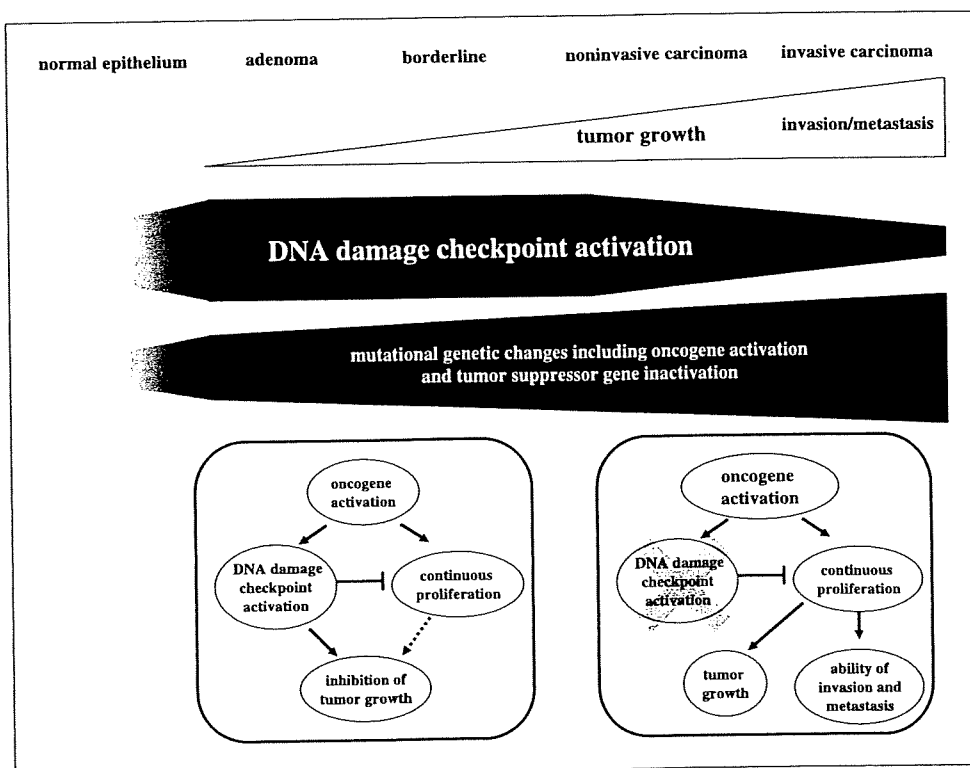 normal epithelium adenoma borderline noninvasive carcinoma invasive carcinoma
tumor growth invasion/metastasis
DNA damage checkpoint activation
mutational genetic changes including oncogene activation
and tumor suppressor gene inactivation
oncogene
activation
DNA damage
checkpoint
activation
continuous
proliferation
inhibition of
tumor growth
oncogene
activation
DNA damage
checkpoint
activation
continuous
proliferation
tumor
growth
ability of
invasion and
metastasis